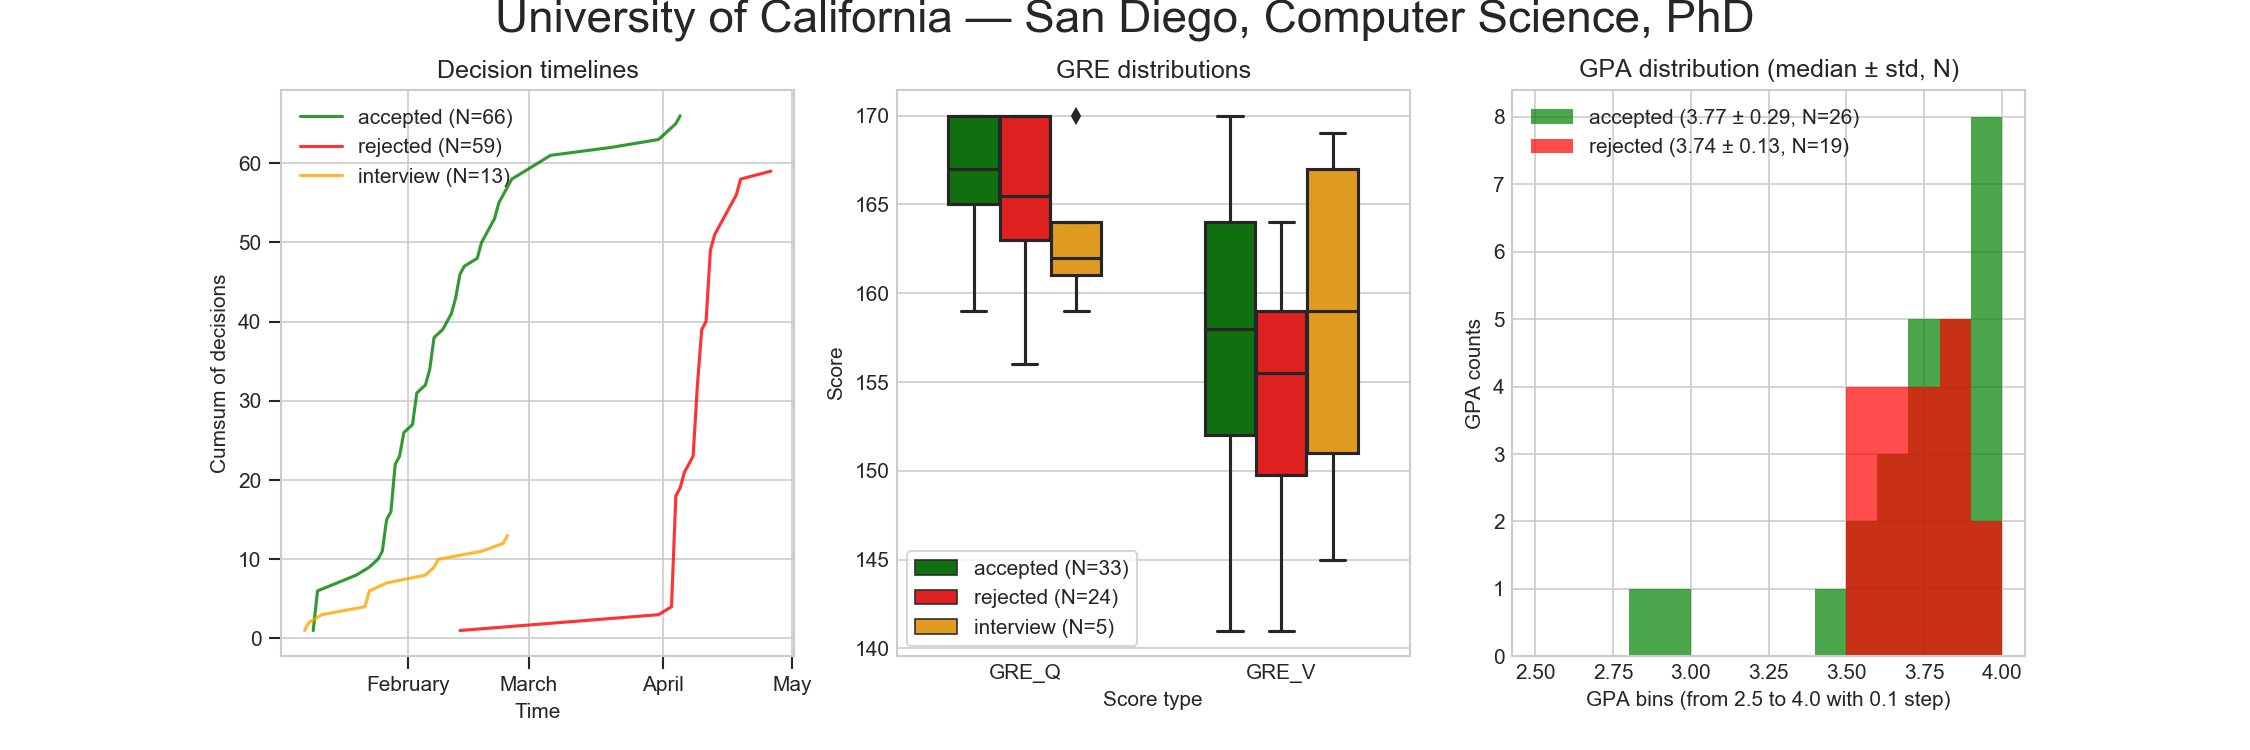 University of California — San Diego, Computer Science, PhD
Decision timelines
accepted (N=66)
rejected (N=59)
interview (N=13)
60
50
40
30
20
10
0
Cumsum of decisions
February March April May
Time
GRE distributions
170
165
160
155
150
145
140
Score
accepted (N=33)
rejected (N=24)
interview (N=5)
GRE_Q GRE_V
Score type
GPA distribution (median ± std, N)
accepted (3.77 ± 0.29, N=26)
rejected (3.74 ± 0.13, N=19)
8
7
6
5
4
3
2
1
0
GPA counts
2.50 2.75 3.00 3.25 3.50 3.75 4.00
GPA bins (from 2.5 to 4.0 with 0.1 step)